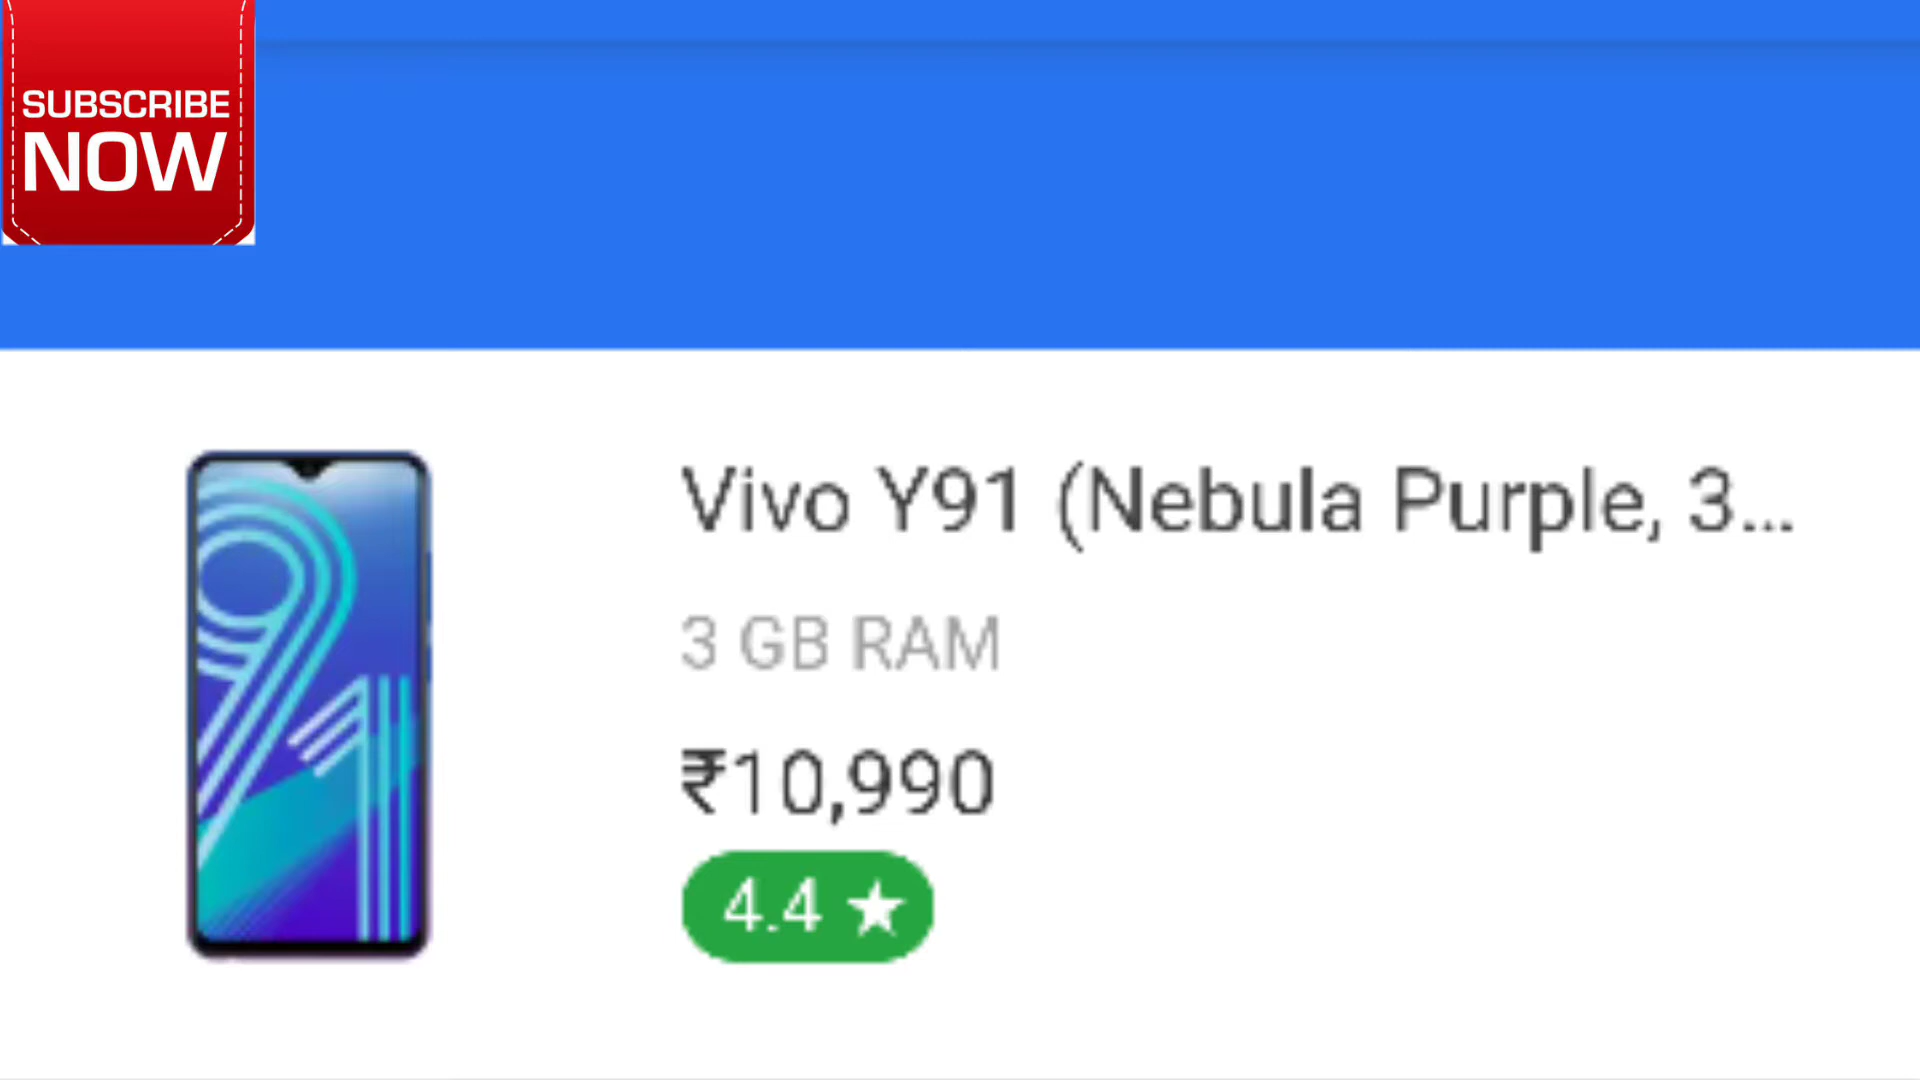 SUBSCRIBE
NOW
Vivo Y91 (Nebula Purple, 3...
3 GB RAM
₹10,990
4.4 ★